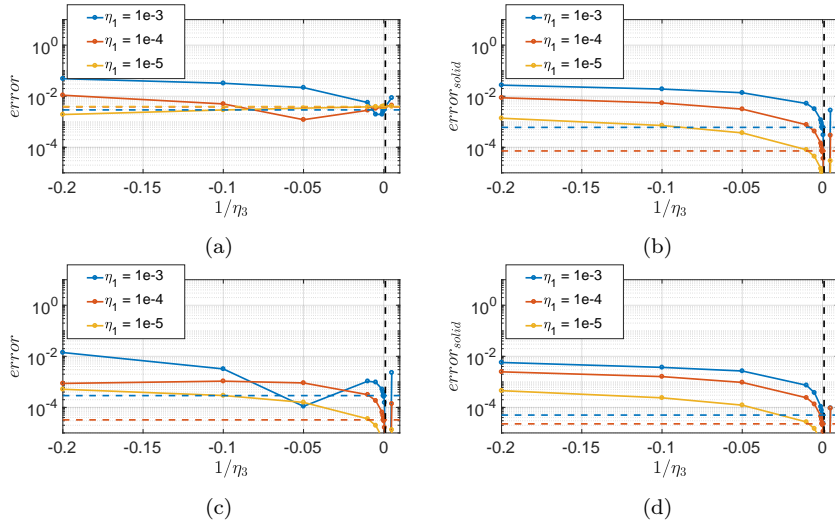 η1 = 1e-3
η1 = 1e-4
η1 = 1e-5
10^0
10^-2
10^-4
error
-0.2 -0.15 -0.1 -0.05 0
1/η3
(a)
η1 = 1e-3
η1 = 1e-4
η1 = 1e-5
10^0
10^-2
10^-4
error_solid
-0.2 -0.15 -0.1 -0.05 0
1/η3
(b)
η1 = 1e-3
η1 = 1e-4
η1 = 1e-5
10^0
10^-2
10^-4
error
-0.2 -0.15 -0.1 -0.05 0
1/η3
(c)
η1 = 1e-3
η1 = 1e-4
η1 = 1e-5
10^0
10^-2
10^-4
error_solid
-0.2 -0.15 -0.1 -0.05 0
1/η3
(d)